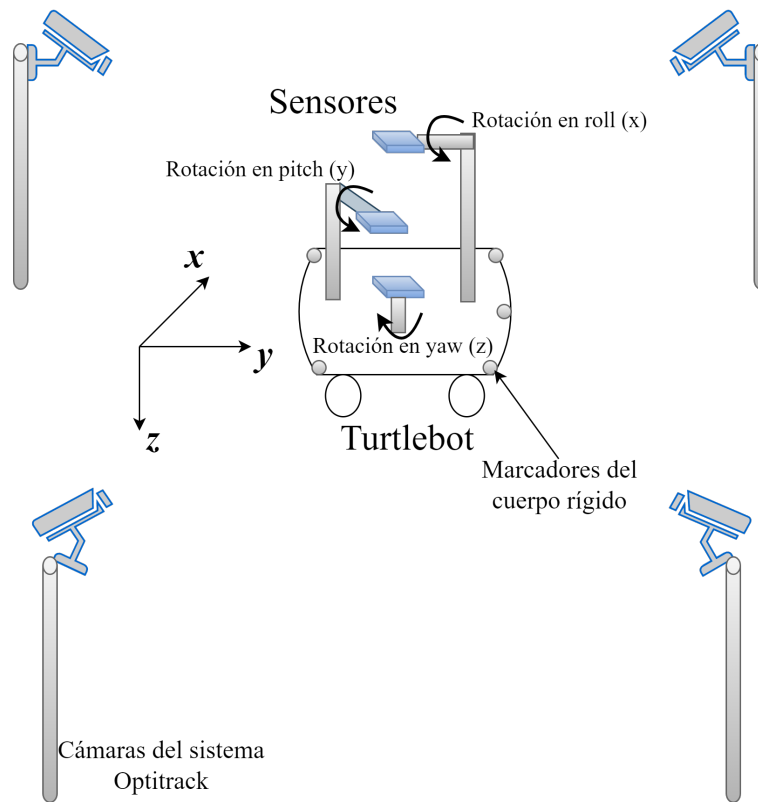 Sensores
Rotación en roll (x)
Rotación en pitch (y)
x
y
z
Rotación en yaw (z)
Turtlebot
Marcadores del
cuerpo rígido
Cámaras del sistema
Optitrack